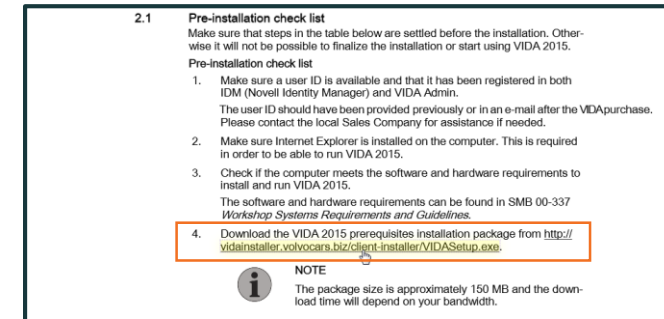 2.1 Pre-installation check list
Make sure that steps in the table below are settled before the installation. Other-
wise it will not be possible to finalize the installation or start using VIDA 2015.
Pre-installation check list
1. Make sure a user ID is available and that it has been registered in both
IDM (Novell Identity Manager) and VIDA Admin.
The user ID should have been provided previously or in an e-mail after the VIDA purchase.
Please contact the local Sales Company for assistance if needed.
2. Make sure Internet Explorer is installed on the computer. This is required
in order to be able to run VIDA 2015.
3. Check if the computer meets the software and hardware requirements to
install and run VIDA 2015.
The software and hardware requirements can be found in SMB 00-337
Workshop Systems Requirements and Guidelines.
4. Download the VIDA 2015 prerequisites installation package from http://
vidainstaller.volvocars.biz/client-installer/VIDASetup.exe.
NOTE
The package size is approximately 150 MB and the down-
load time will depend on your bandwidth.